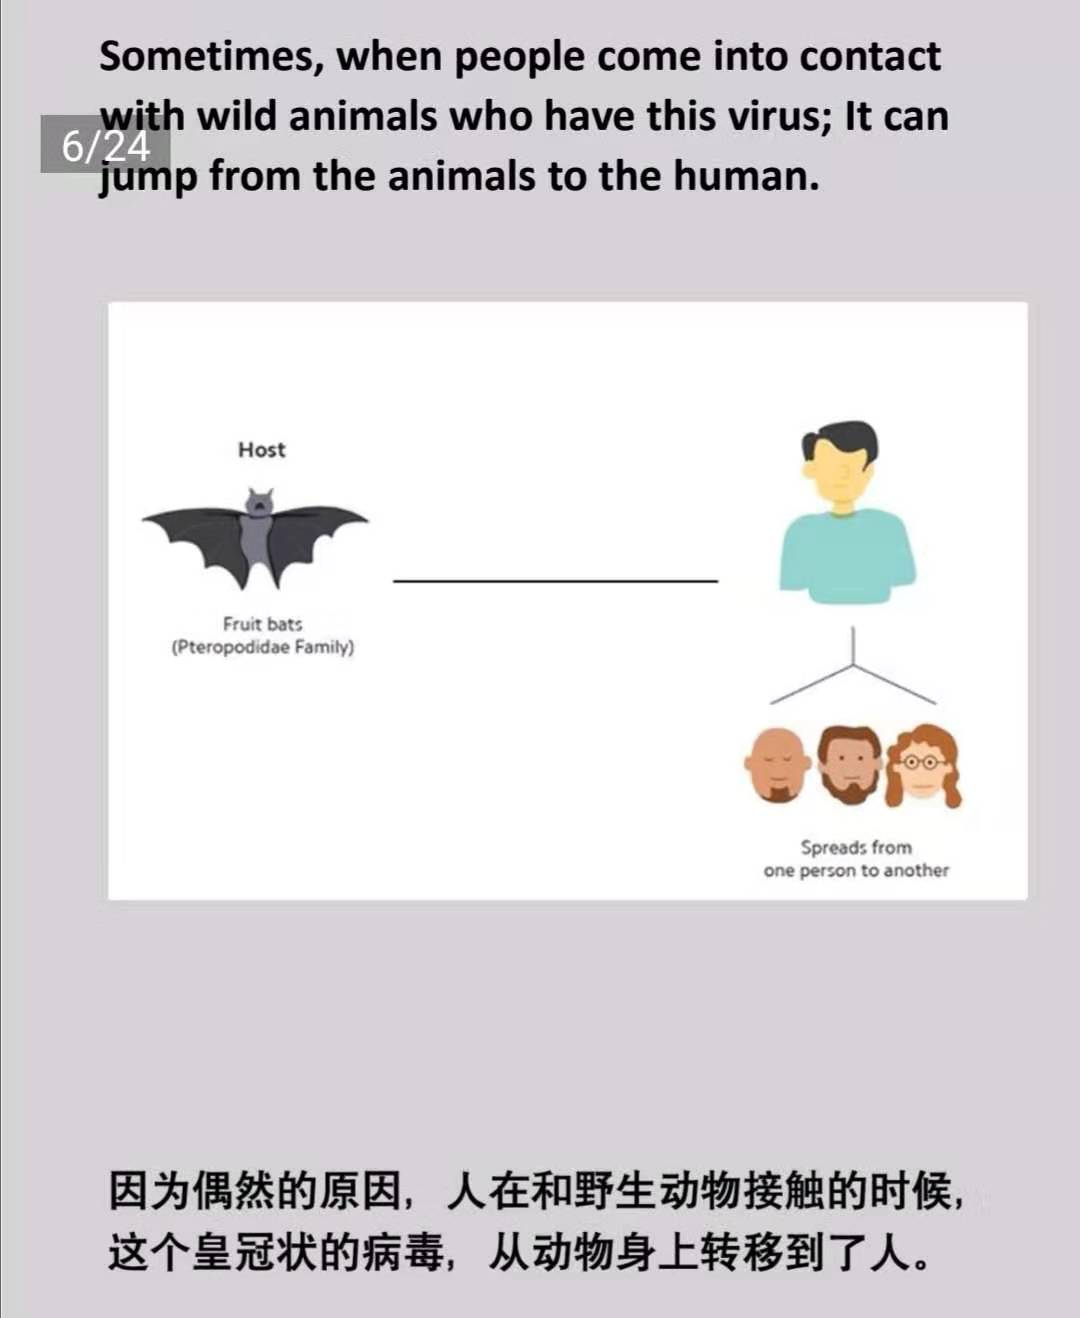 Sometimes, when people come into contact
with wild animals who have this virus; It can
6/24
jump from the animals to the human.
Host
Fruit bats
(Pteropodidae Family)
Spreads from
one person to another
因为偶然的原因，人在和野生动物接触的时候，
这个皇冠状的病毒，从动物身上转移到了人。